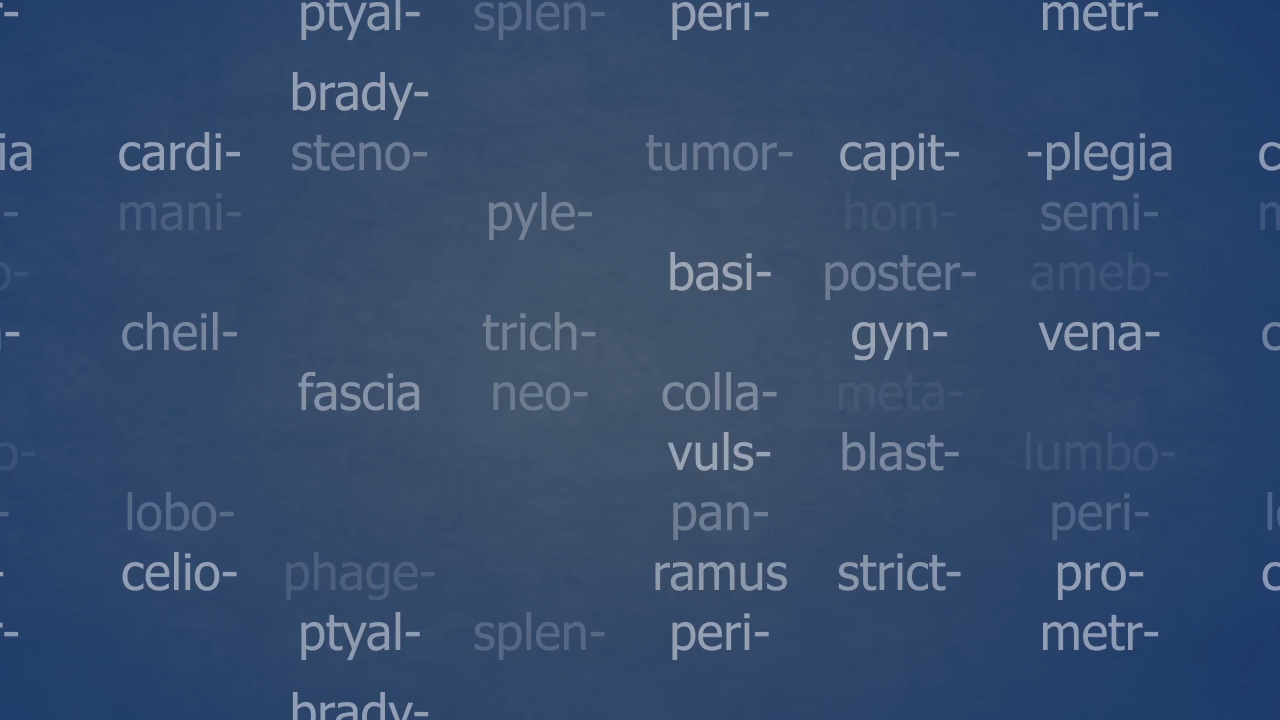 ptyal- splen- peri- metr-
brady-
cardi- steno- tumor- capit- -plegia
mani- pyle- hom- semi-
basi- poster- ameb-
cheil- trich- gyn- vena-
fascia neo- colla- meta-
vuls- blast- lumbo-
lobo- pan- peri-
celio- phage- ramus strict- pro-
ptyal- splen- peri- metr-
brady-